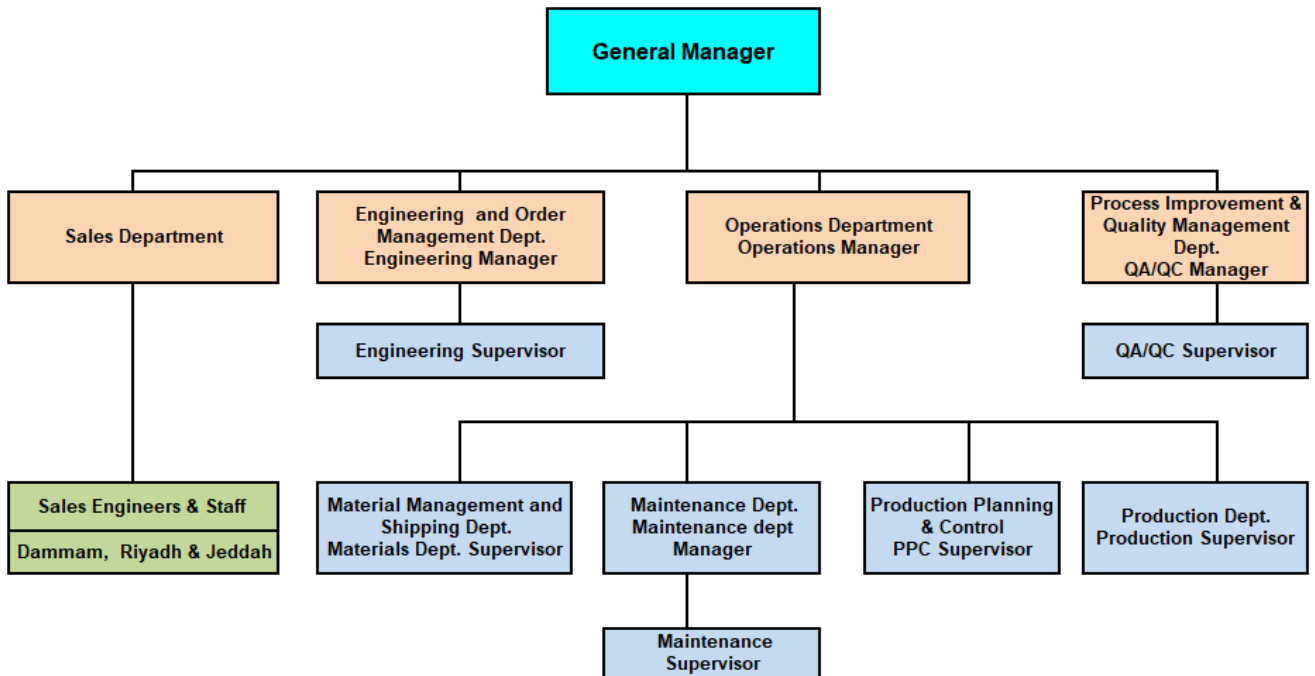 General Manager
Sales Department
Engineering and Order
Management Dept.
Engineering Manager
Operations Department
Operations Manager
Process Improvement &
Quality Management
Dept.
QA/QC Manager
Engineering Supervisor
QA/QC Supervisor
Sales Engineers & Staff
Dammam, Riyadh & Jeddah
Material Management and
Shipping Dept.
Materials Dept. Supervisor
Maintenance Dept.
Maintenance dept
Manager
Production Planning
& Control
PPC Supervisor
Production Dept.
Production Supervisor
Maintenance
Supervisor